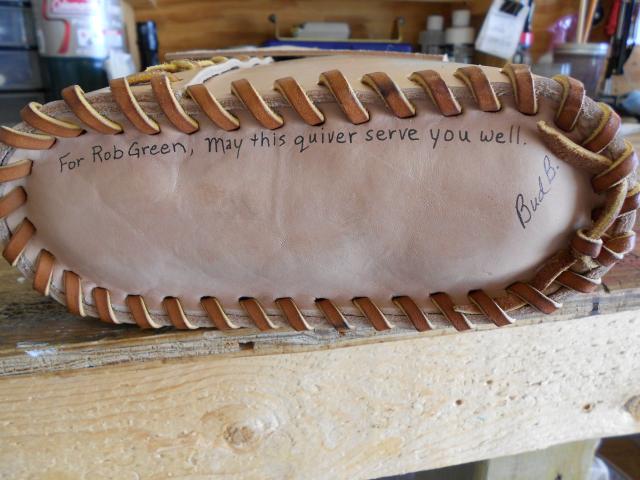 For Rob Green, May this quiver serve you well.
Bud B.